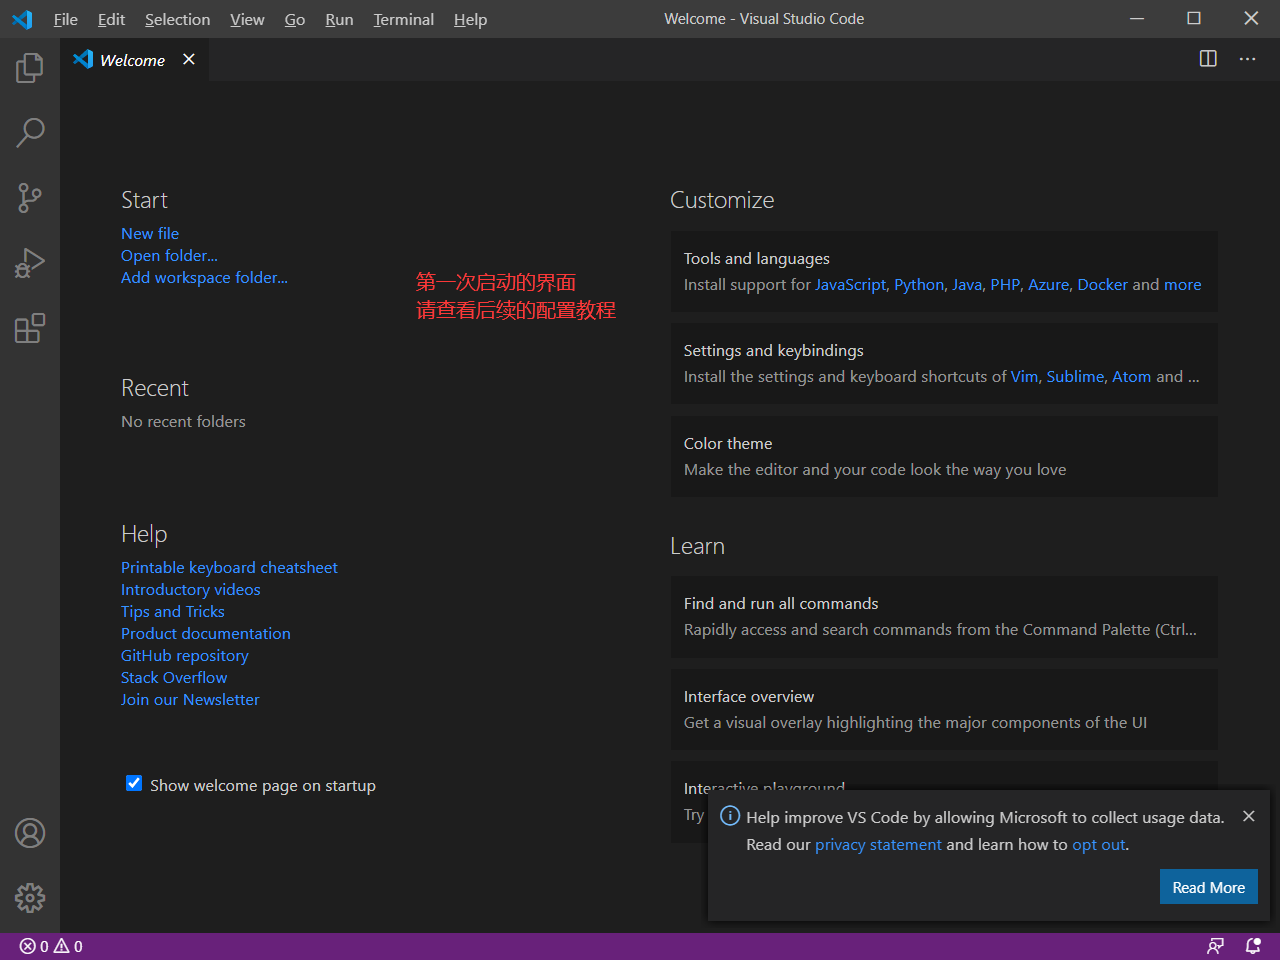 File Edit Selection View Go Run Terminal Help
Welcome - Visual Studio Code
Welcome
Start
New file
Open folder...
Add workspace folder...
第一次启动的界面
请查看后续的配置教程
Recent
No recent folders
Help
Printable keyboard cheatsheet
Introductory videos
Tips and Tricks
Product documentation
GitHub repository
Stack Overflow
Join our Newsletter
Show welcome page on startup
Customize
Tools and languages
Install support for JavaScript, Python, Java, PHP, Azure, Docker and more
Settings and keybindings
Install the settings and keyboard shortcuts of Vim, Sublime, Atom and ...
Color theme
Make the editor and your code look the way you love
Learn
Find and run all commands
Rapidly access and search commands from the Command Palette (Ctrl...
Interface overview
Get a visual overlay highlighting the major components of the UI
Interactive playground
Try
Help improve VS Code by allowing Microsoft to collect usage data.
Read our privacy statement and learn how to opt out.
Read More
0 0